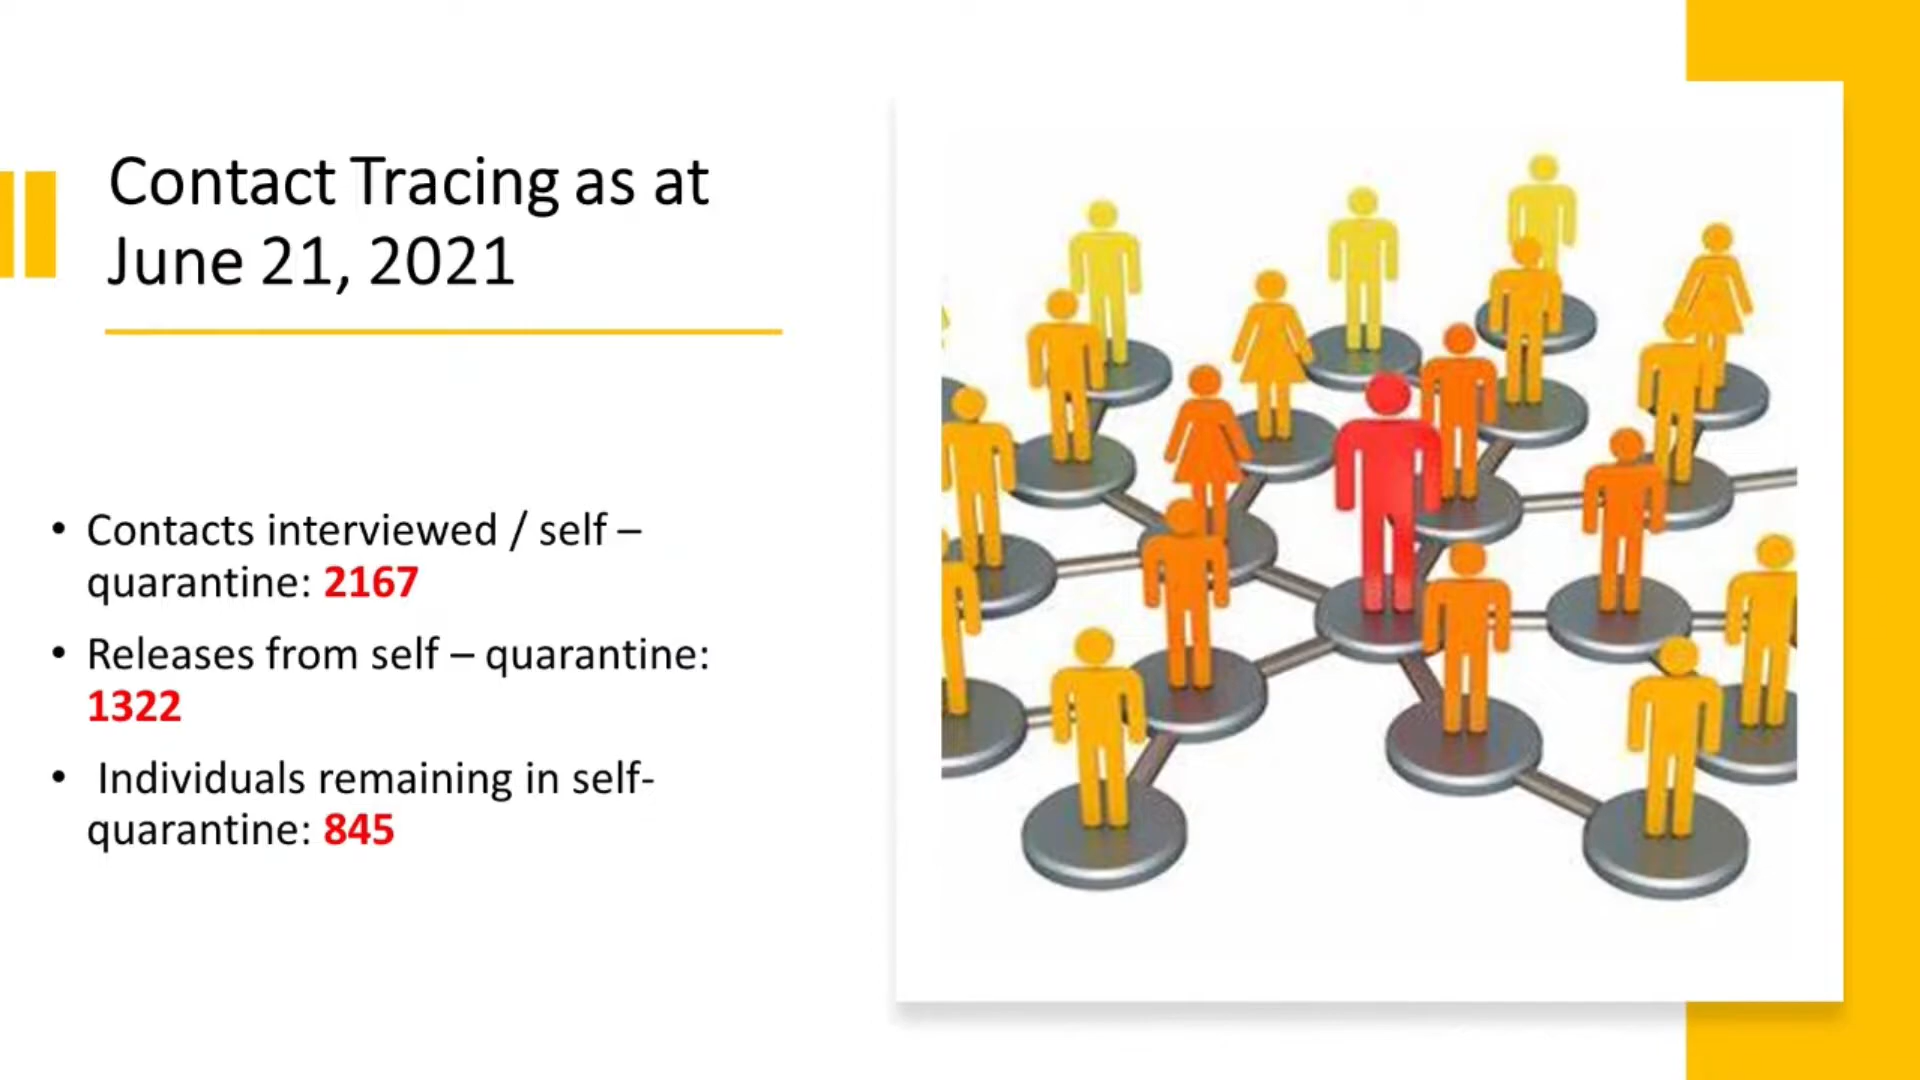 Contact Tracing as at
June 21, 2021
• Contacts interviewed / self –
quarantine: 2167
• Releases from self – quarantine:
1322
• Individuals remaining in self-
quarantine: 845